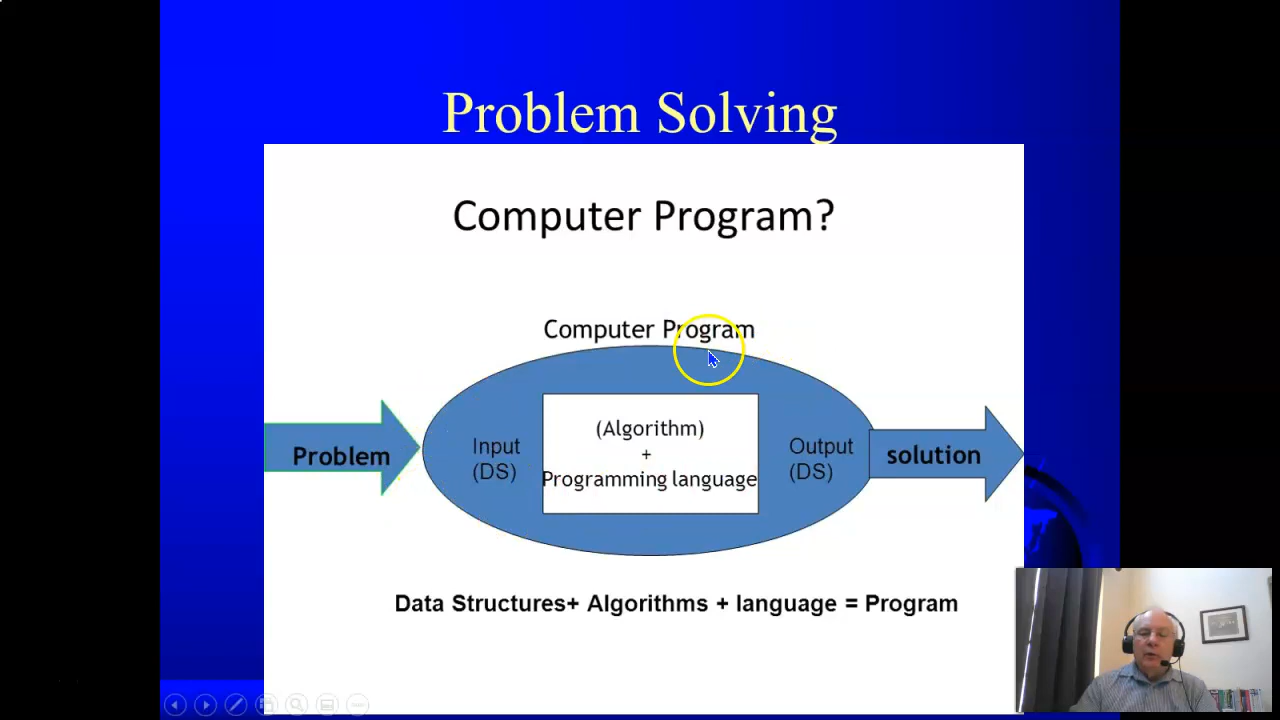 Problem Solving
Computer Program?
Computer Program
Problem
Input
(DS)
(Algorithm)
+
Programming language
Output
(DS)
solution
Data Structures+ Algorithms + language = Program